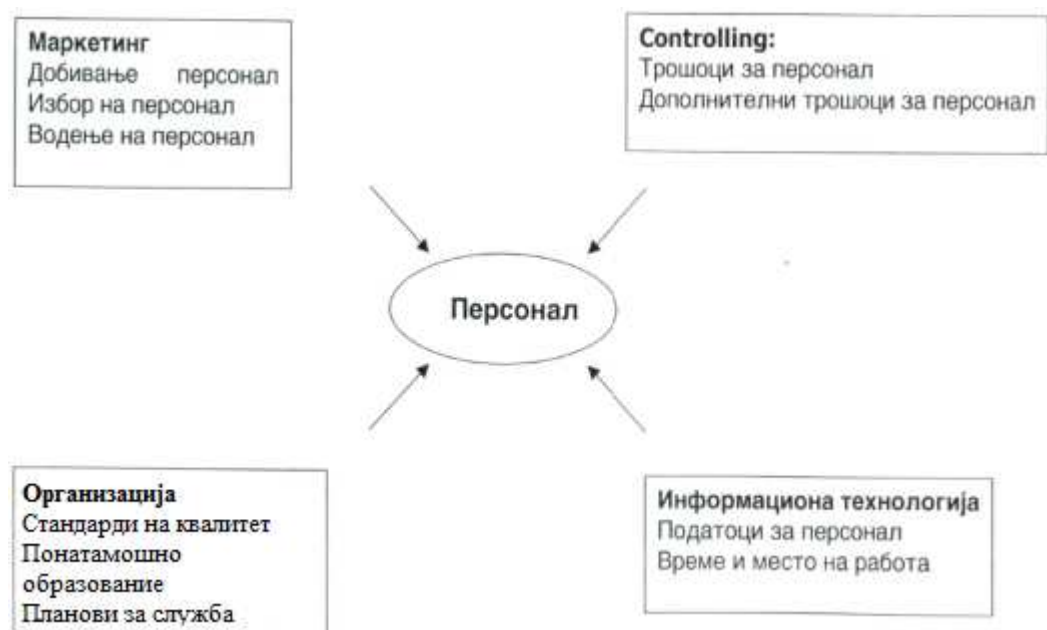 Маркетинг
Добивање персонал
Избор на персонал
Водење на персонал
Controlling:
Трошоци за персонал
Дополнителни трошоци за персонал
Персонал
Организација
Стандарди на квалитет
Понатамошно
образование
Планови за служба
Информациона технологија
Податоци за персонал
Време и место на работа